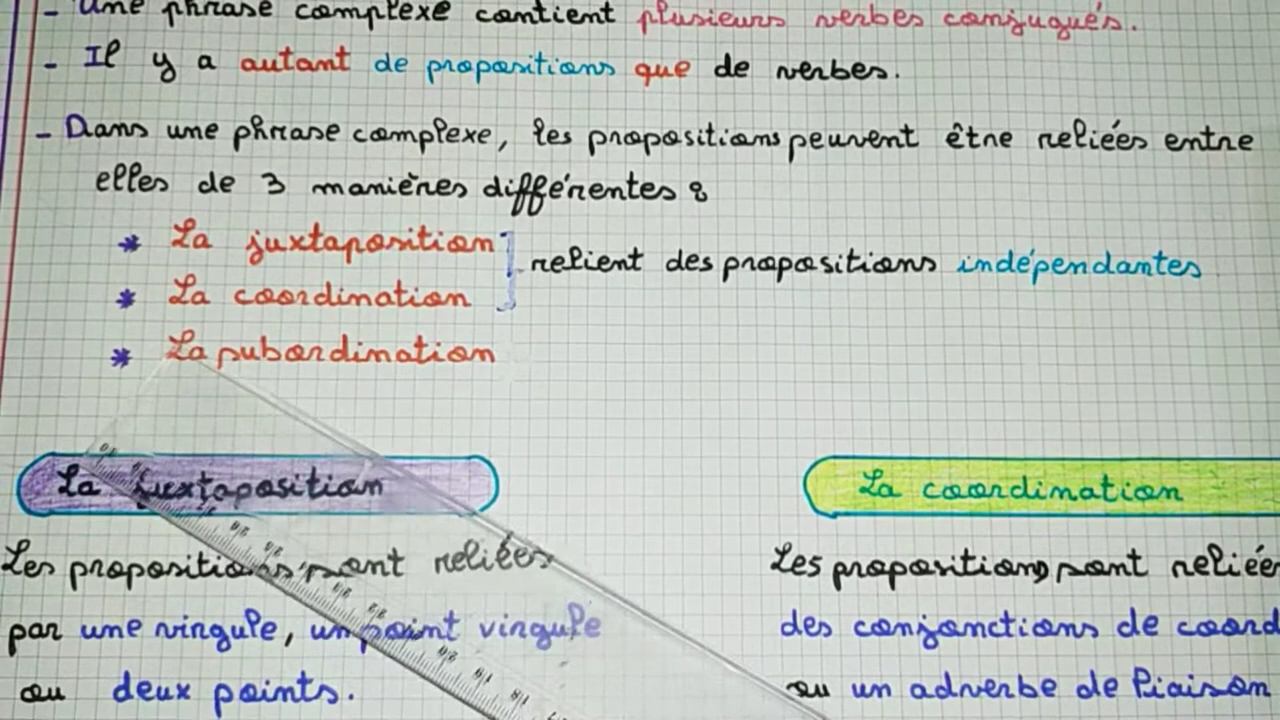 - Une phrase complexe contient plusieurs verbes conjugués.
- Il y a autant de propositions que de verbes.
- Dans une phrase complexe, les propositions peuvent être reliées entre
elles de 3 manières différentes :
* La juxtaposition
* La coordination
relient des propositions indépendantes
* La subordination
La juxtaposition
Les propositions sont reliées
par une virgule, un point virgule
ou deux points.
La coordination
Les propositions sont reliée
des conjonctions de coord
ou un adverbe de liaison